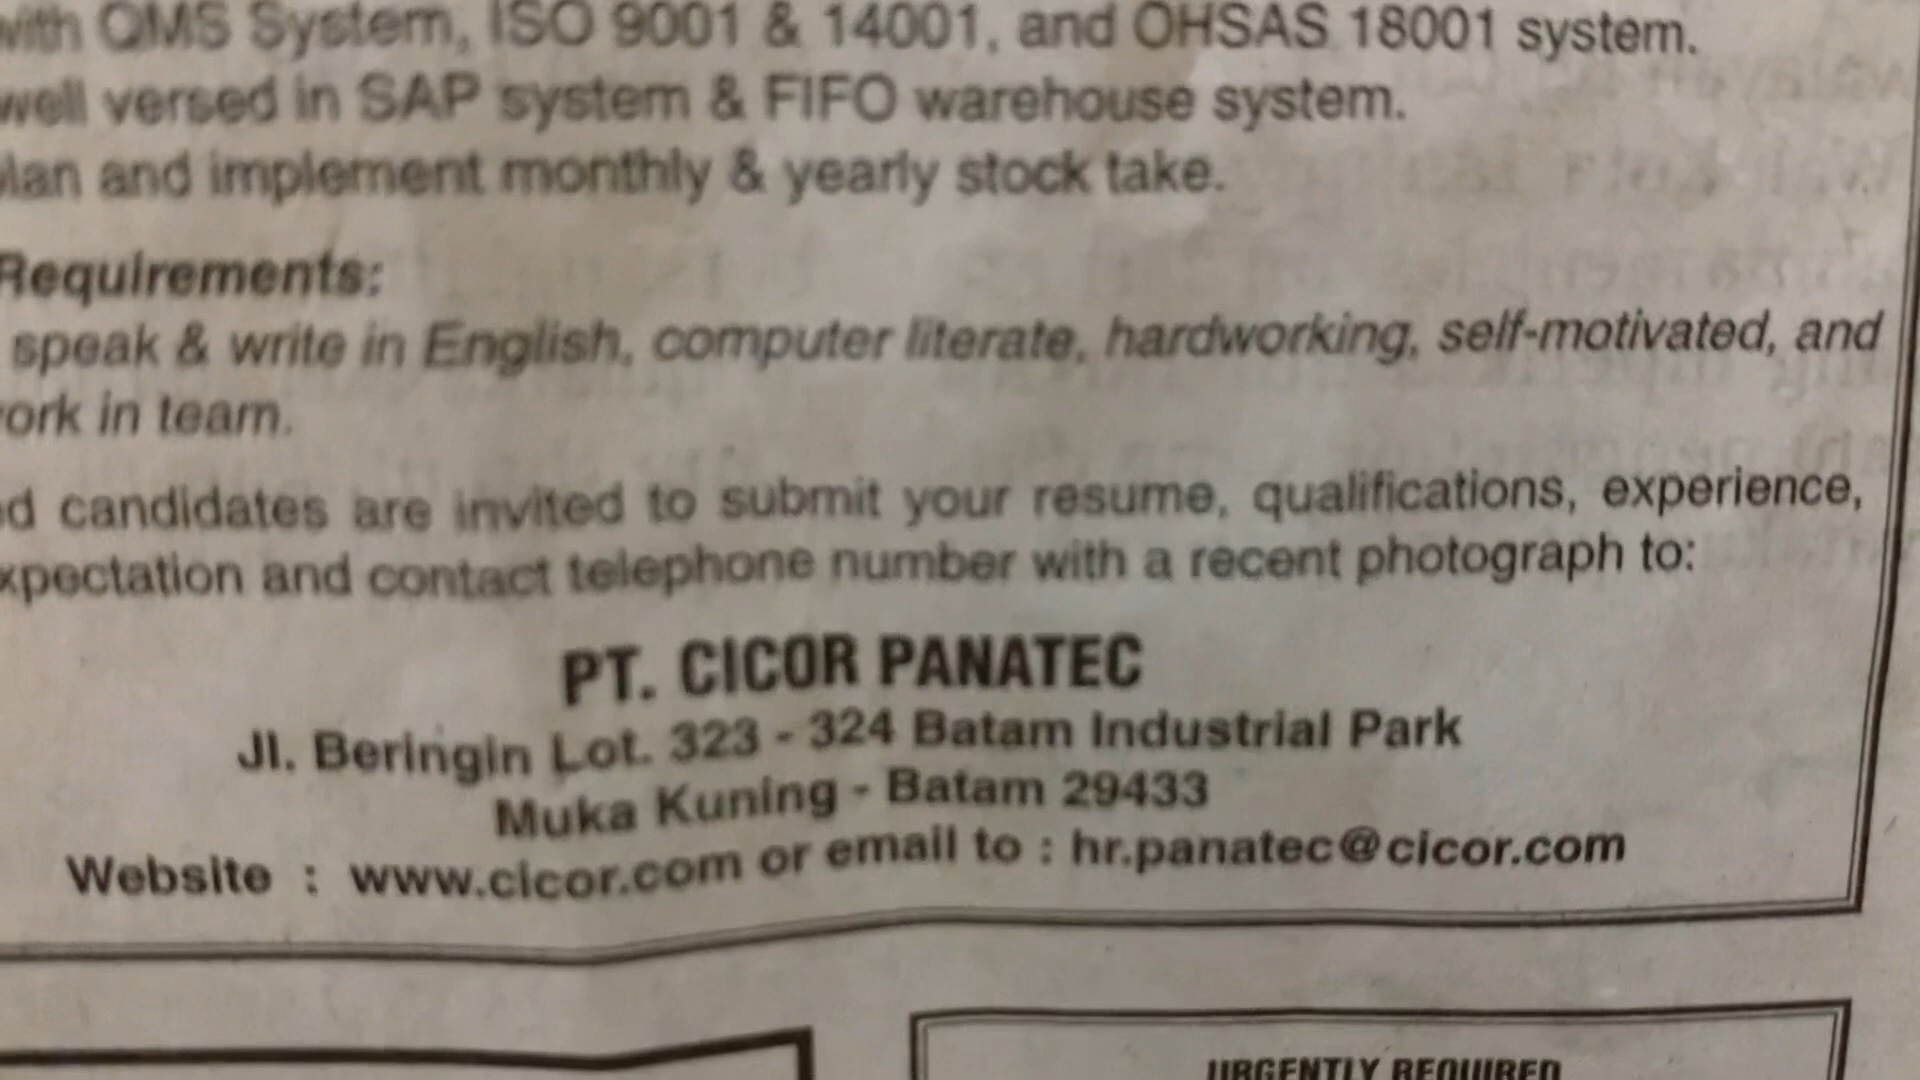 with QMS System, ISO 9001 & 14001, and OHSAS 18001 system.
well versed in SAP system & FIFO warehouse system.
plan and implement monthly & yearly stock take.
Requirements:
speak & write in English, computer literate, hardworking, self-motivated, and
work in team.
candidates are invited to submit your resume, qualifications, experience,
expectation and contact telephone number with a recent photograph to:
PT. CICOR PANATEC
Jl. Beringin Lot. 323 - 324 Batam Industrial Park
Muka Kuning - Batam 29433
Website : www.cicor.com or email to : hr.panatec@cicor.com
URGENTLY REQUIRED